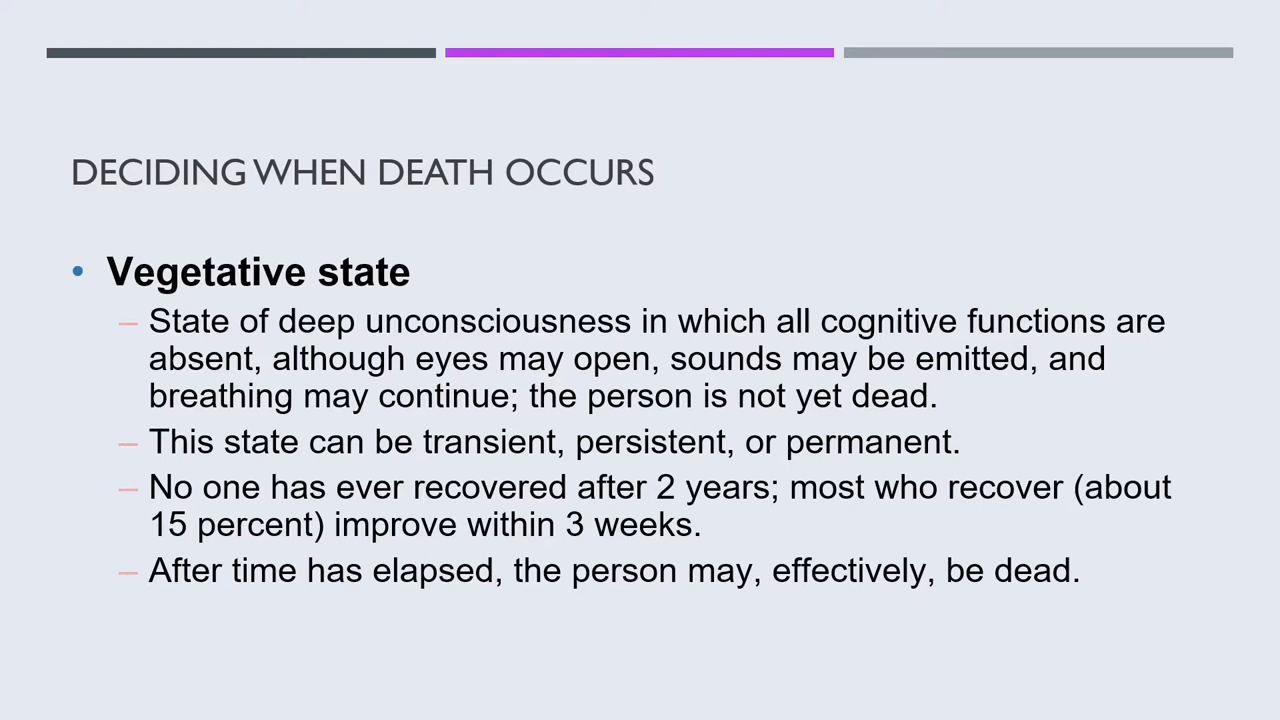 DECIDING WHEN DEATH OCCURS
• Vegetative state
– State of deep unconsciousness in which all cognitive functions are
absent, although eyes may open, sounds may be emitted, and
breathing may continue; the person is not yet dead.
– This state can be transient, persistent, or permanent.
– No one has ever recovered after 2 years; most who recover (about
15 percent) improve within 3 weeks.
– After time has elapsed, the person may, effectively, be dead.